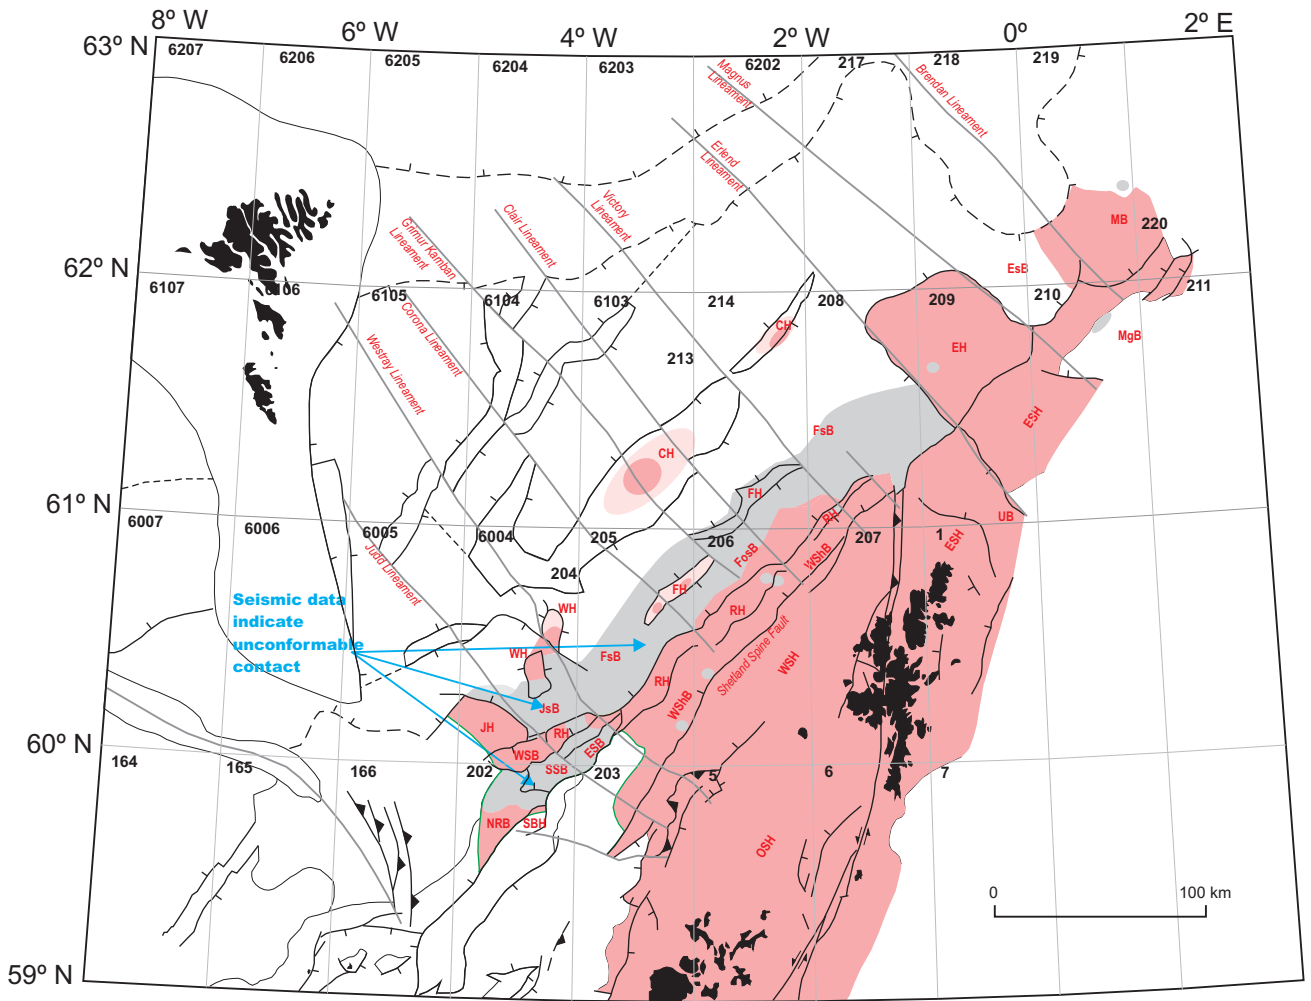 8º W
6º W
4º W
2º W
0º
2º E
63º N
6207
6206
6205
6204
6203
6202
217
218
219
Magnus
Lineament
Brendan Lineament
Erlend
Lineament
Victory
Lineament
Clair Lineament
Grimur Kamban
Lineament
MB
220
62º N
EsB
6107
6106
6105
6104
6103
214
208
209
210
211
Corona Lineament
Westray Lineament
CH
MgB
213
EH
ESH
FsB
CH
61º N
FH
RH
UB
6007
6006
6005
6004
205
206
207
1
ESH
FosB
WShB
Judd Lineament
204
FH
Seismic data
indicate
unconformable
contact
WH
RH
Shetland Spine Fault
WH
FsB
WSH
RH
WShB
JsB
JH
RH
60º N
WSB
ESB
164
165
166
202
SSB
203
5
6
7
NRB
SBH
OSH
0
100 km
59º N